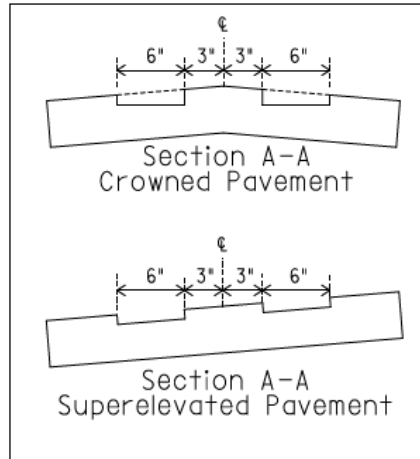 ℄
6" 3" 3" 6"
Section A-A
Crowned Pavement
℄
6" 3" 3" 6"
Section A-A
Superelevated Pavement